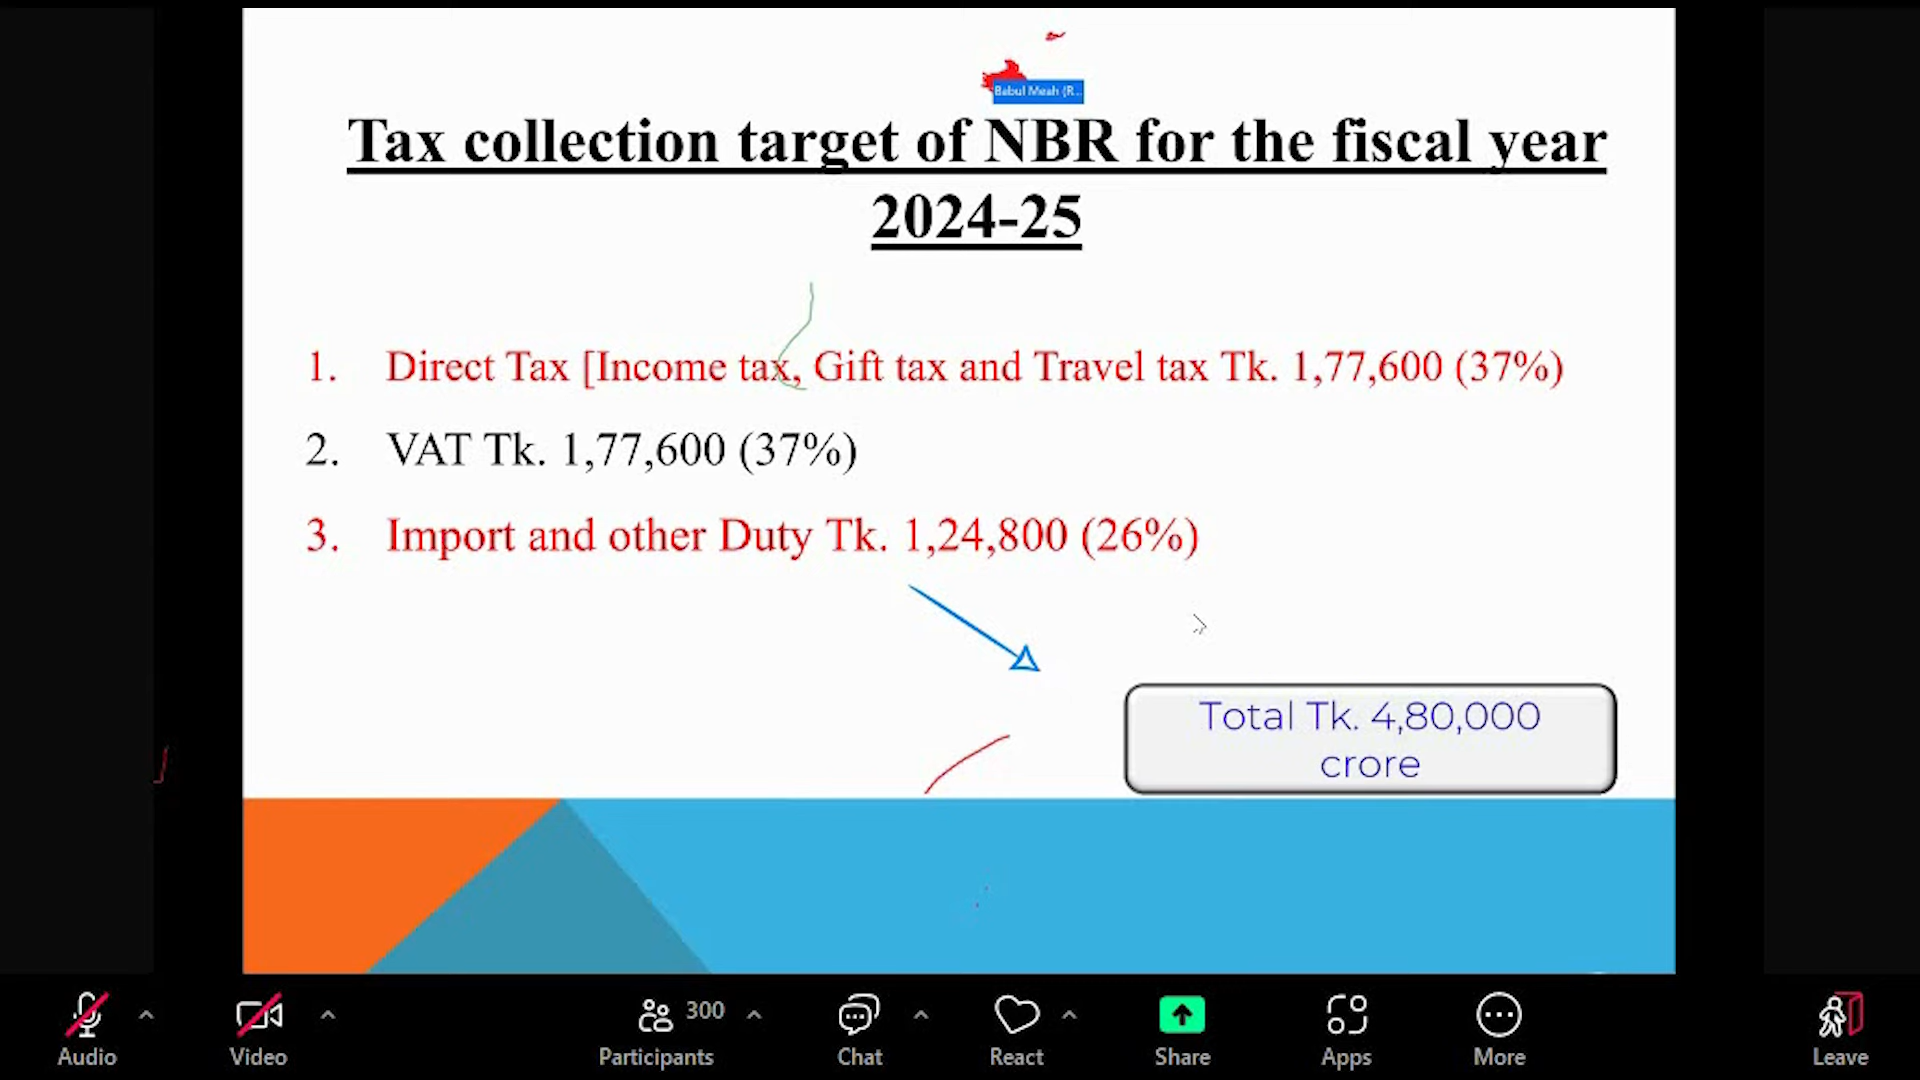 Babul Meah (R...
Tax collection target of NBR for the fiscal year
2024-25
1. Direct Tax [Income tax, Gift tax and Travel tax Tk. 1,77,600 (37%)
2. VAT Tk. 1,77,600 (37%)
3. Import and other Duty Tk. 1,24,800 (26%)
Total Tk. 4,80,000
crore
300
Audio
Video
Participants
Chat
React
Share
Apps
More
Leave